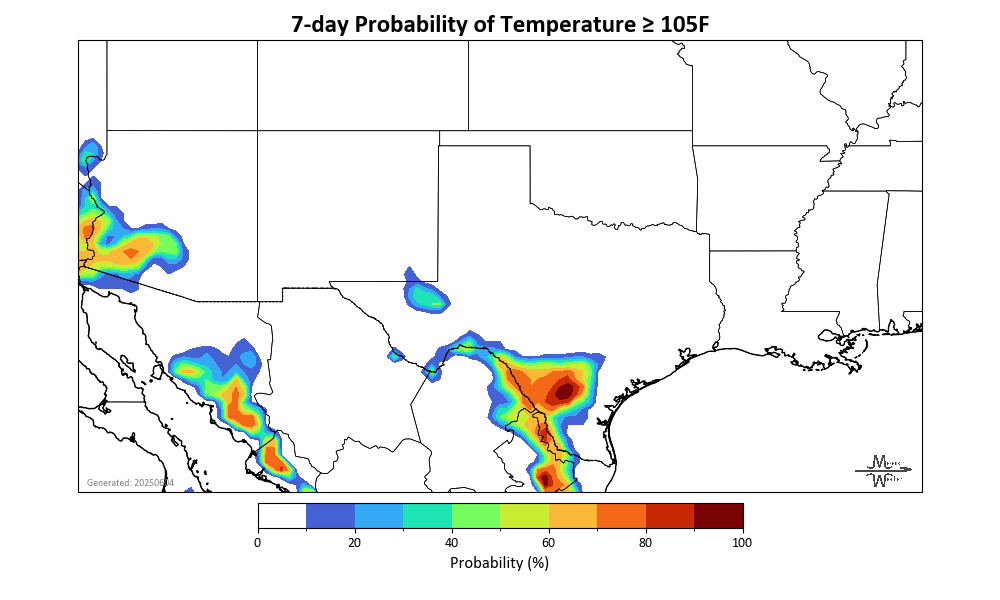 7-day Probability of Temperature ≥ 105F
Generated: 20250604
0 20 40 60 80 100
Probability (%)